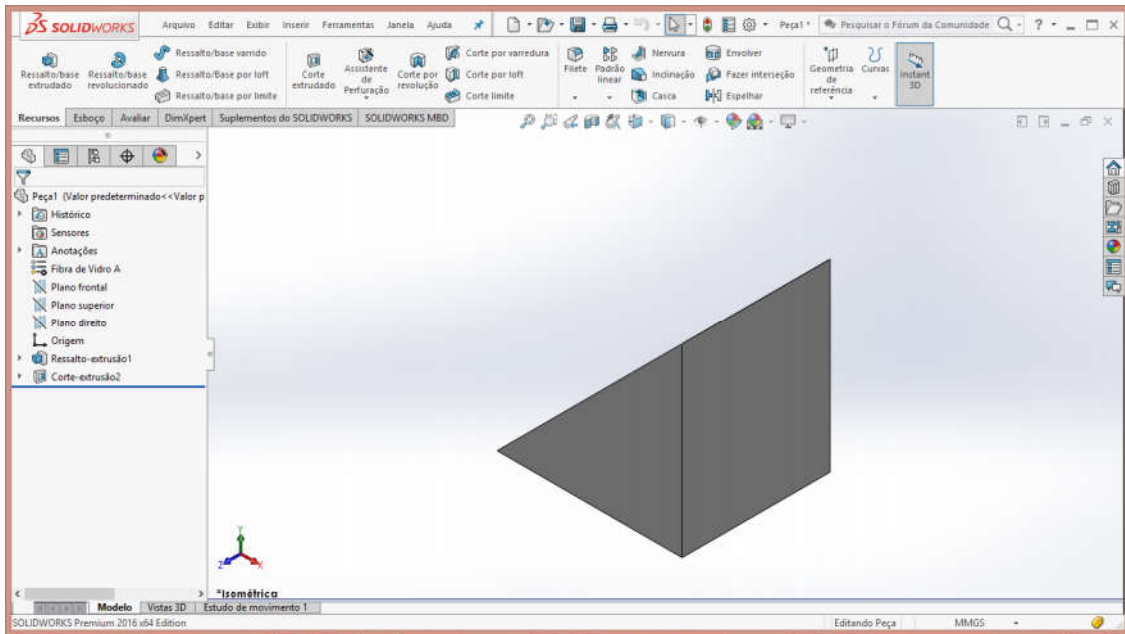 SOLIDWORKS
Arquivo Editar Exibir Inserir Ferramentas Janela Ajuda
Peça1 *
Pesquisar o Fórum da Comunidade
Ressalto/base extrudado
Ressalto/base revolucionado
Ressalto/base varrido
Ressalto/Base por loft
Ressalto/Base por limite
Corte extrudado
Assistente de Perfuração
Corte por revolução
Corte por varredura
Corte por loft
Corte limite
Filete
Padrão linear
Nervura
Inclinação
Casca
Envolver
Fazer interseção
Espelhar
Geometria de referência
Curvas
Instant 3D
Recursos Esboço Avaliar DimXpert Suplementos do SOLIDWORKS SOLIDWORKS MBD
Peça1 (Valor predeterminado<<Valor p
Histórico
Sensores
Anotações
Fibra de Vidro A
Plano frontal
Plano superior
Plano direito
Origem
Ressalto-extrusão1
Corte-extrusão2
Y
Z
X
*Isométrica
Modelo Vistas 3D Estudo de movimento 1
SOLIDWORKS Premium 2016 x64 Edition
Editando Peça
MMGS